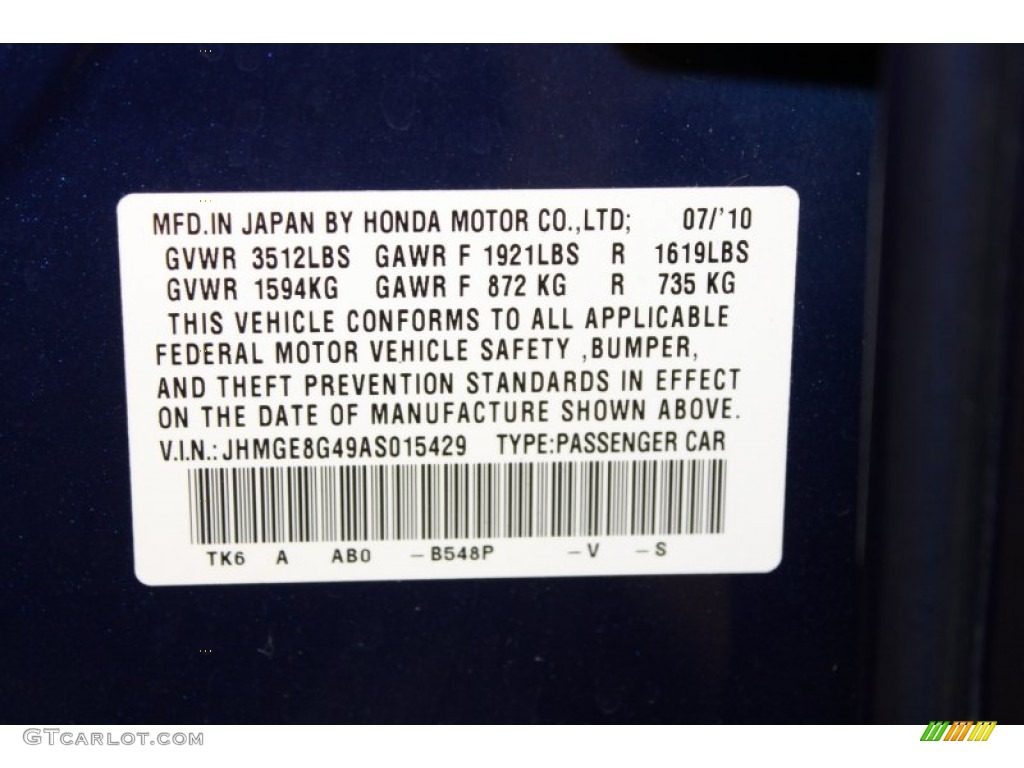 MFD.IN JAPAN BY HONDA MOTOR CO.,LTD; 07/'10
GVWR 3512LBS GAWR F 1921LBS R 1619LBS
GVWR 1594KG GAWR F 872 KG R 735 KG
THIS VEHICLE CONFORMS TO ALL APPLICABLE
FEDERAL MOTOR VEHICLE SAFETY ,BUMPER,
AND THEFT PREVENTION STANDARDS IN EFFECT
ON THE DATE OF MANUFACTURE SHOWN ABOVE.
V.I.N.: JHMGE8G49AS015429 TYPE:PASSENGER CAR
TK6 A AB0 -B548P -V -S
GTCARLOT.COM